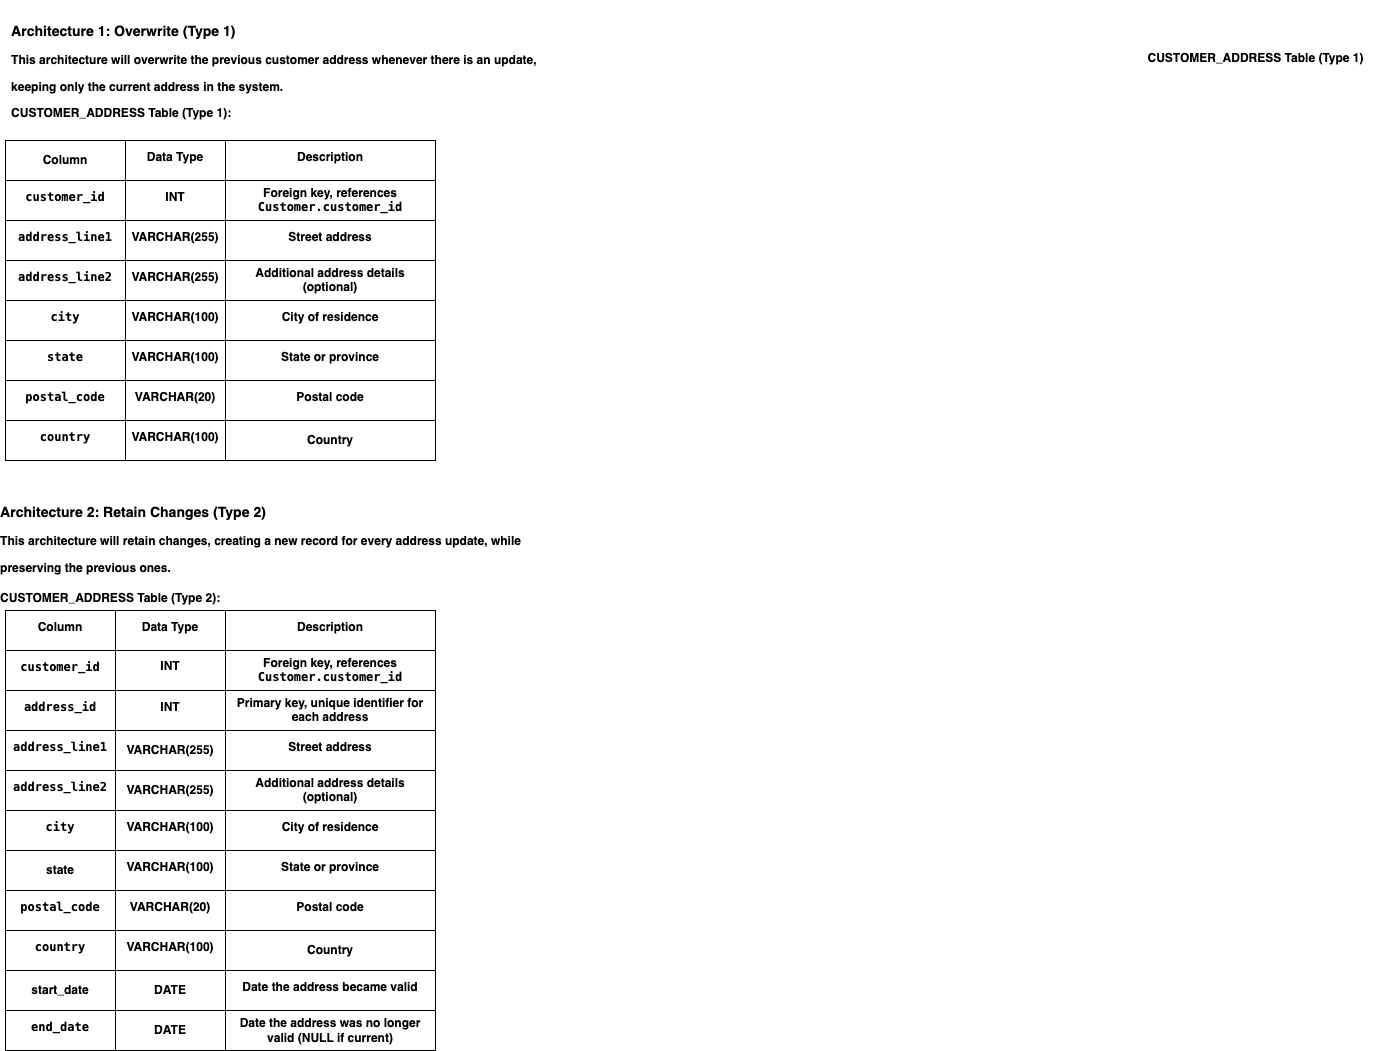 Architecture 1: Overwrite (Type 1)
This architecture will overwrite the previous customer address whenever there is an update,
keeping only the current address in the system.
CUSTOMER_ADDRESS Table (Type 1):
CUSTOMER_ADDRESS Table (Type 1)
Column Data Type Description
customer_id INT Foreign key, references
Customer.customer_id
address_line1 VARCHAR(255) Street address
address_line2 VARCHAR(255) Additional address details
(optional)
city VARCHAR(100) City of residence
state VARCHAR(100) State or province
postal_code VARCHAR(20) Postal code
country VARCHAR(100) Country
Architecture 2: Retain Changes (Type 2)
This architecture will retain changes, creating a new record for every address update, while
preserving the previous ones.
CUSTOMER_ADDRESS Table (Type 2):
Column Data Type Description
customer_id INT Foreign key, references
Customer.customer_id
address_id INT Primary key, unique identifier for
each address
address_line1 VARCHAR(255) Street address
address_line2 VARCHAR(255) Additional address details
(optional)
city VARCHAR(100) City of residence
state VARCHAR(100) State or province
postal_code VARCHAR(20) Postal code
country VARCHAR(100) Country
start_date DATE Date the address became valid
end_date DATE Date the address was no longer
valid (NULL if current)